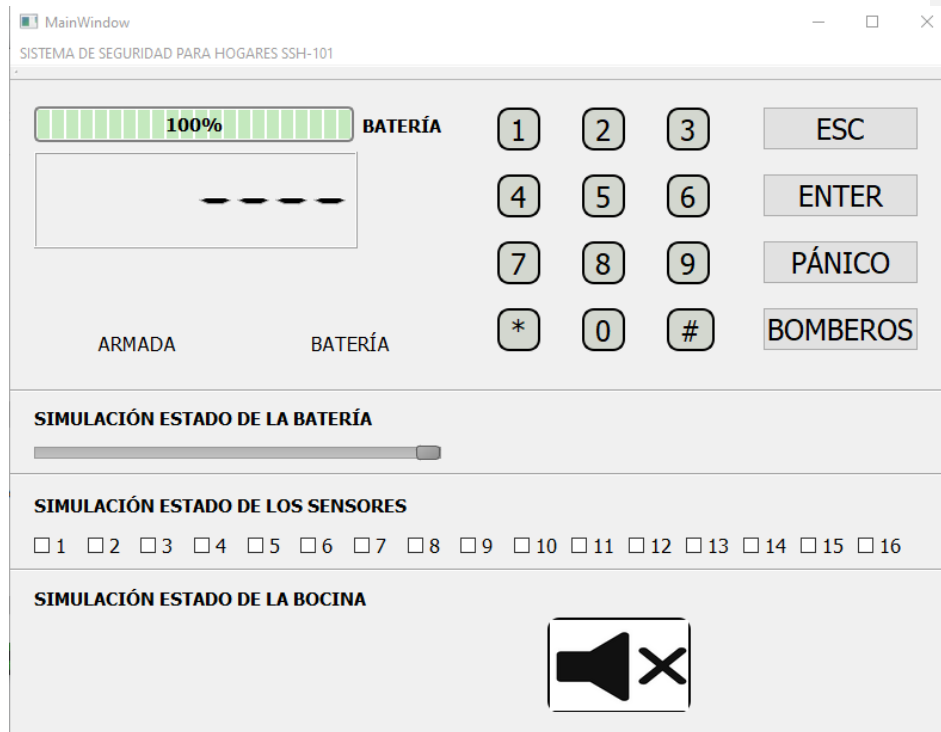 MainWindow
SISTEMA DE SEGURIDAD PARA HOGARES SSH-101
100% BATERÍA
----
1 2 3 ESC
4 5 6 ENTER
7 8 9 PÁNICO
* 0 # BOMBEROS
ARMADA BATERÍA
SIMULACIÓN ESTADO DE LA BATERÍA
SIMULACIÓN ESTADO DE LOS SENSORES
1 2 3 4 5 6 7 8 9 10 11 12 13 14 15 16
SIMULACIÓN ESTADO DE LA BOCINA